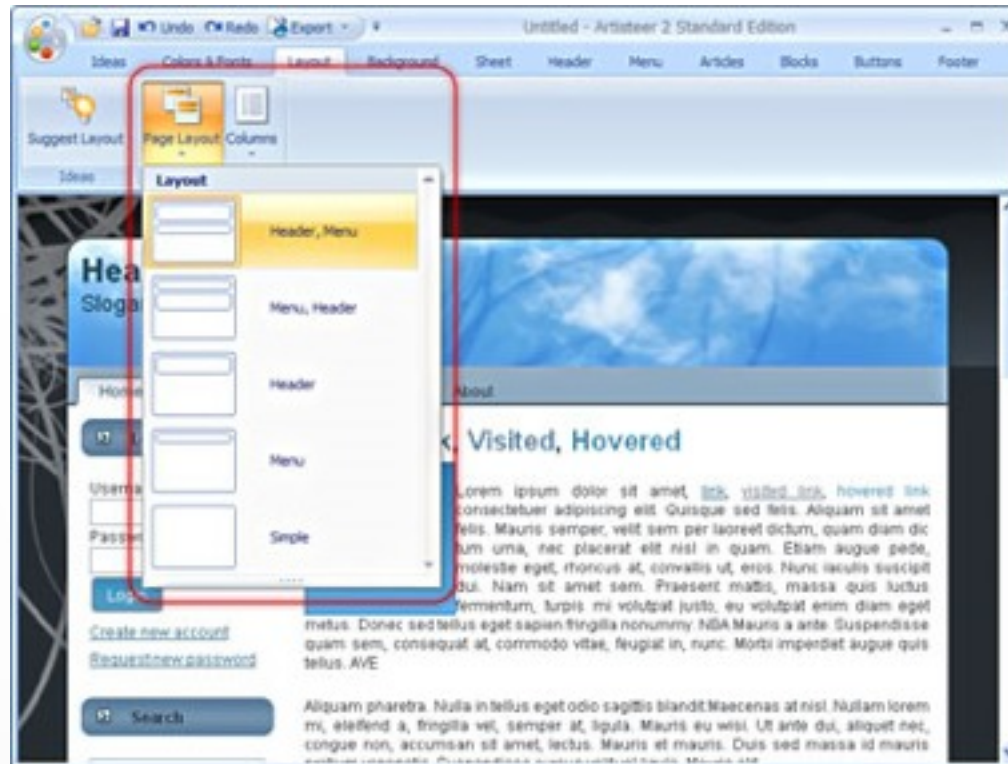 Undo Redo Export Untitled - Artisteer 2 Standard Edition
Ideas Colors & Fonts Layout Background Sheet Header Menu Articles Blocks Buttons Footer
Suggest Layout Page Layout Columns
Ideas
Layout
Header, Menu
Menu, Header
Header
Menu
Simple
Hea
Sloga
Home About
Visited, Hovered
Userna
Passw
Create new account
Request new password
Search
Lorem ipsum dolor sit amet, link, visited link, hovered link
consectetuer adipiscing elit. Quisque sed felis. Aliquam sit amet
felis. Mauris semper, velit sem per laoreet dictum, quam diam dic
tum urna, nec placerat elit nisl in quam. Etiam augue pede,
molestie eget, rhoncus at, convallis ut, eros. Nunc iaculis suscipit
dui. Nam sit amet sem. Praesent mattis, massa quis luctus
fermentum, turpis mi volutpat justo, eu volutpat enim diam eget
metus. Donec sed tellus eget sapien fringilla nonummy. NBA Mauris a ante. Suspendisse
quam sem, consequat at, commodo vitae, feugiat in, nunc. Morbi imperdiet augue quis
tellus. AVE
Aliquam pharetra. Nulla in tellus eget odio sagittis blandit. Maecenas at nisl. Nullam lorem
mi, eleifend a, fringilla vel, semper at, ligula. Mauris eu wisi. Ut ante dui, aliquet nec,
congue non, accumsan sit amet, lectus. Mauris et mauris. Duis sed massa id mauris